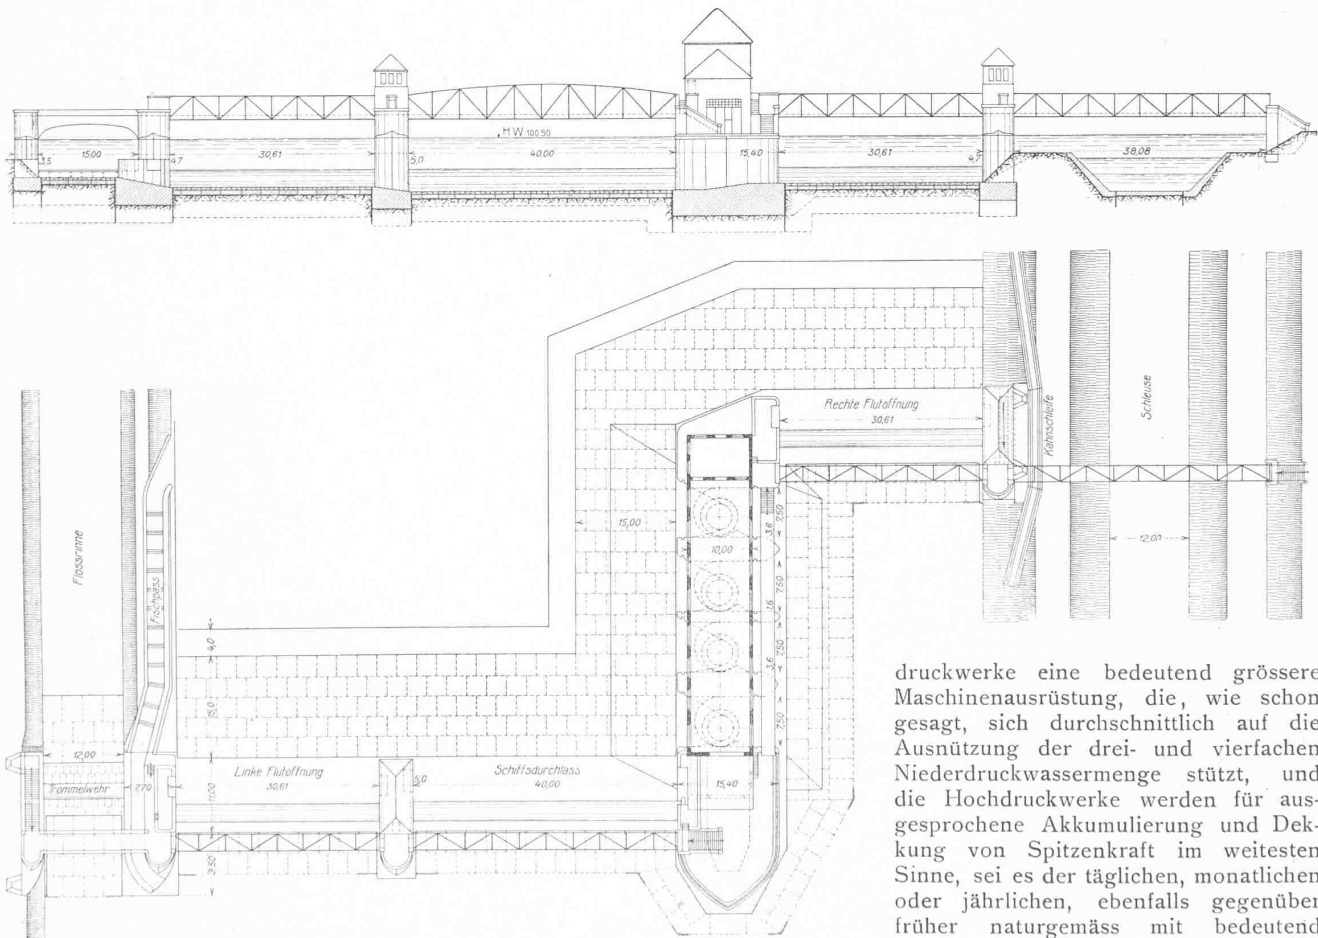 HW 100.50
3,5 15,00 4,7 30,61 5,0 40,00 15,40 30,61 4,7 38,08
Rechte Flutöffnung
30,61
Kahnschleife
Schleuse
12,00
Flossrinne
Fischpass
15,00
10,00
3,6
7,50
7,50
1,6
7,50
3,6
7,50
4,0
15,0
12,00
Trommelwehr
7,70
Linke Flutöffnung
30,61
5,0
Schiffsdurchlass
40,00
15,40
11,00
3,50
druckwerke eine bedeutend grössere
Maschinenausrüstung, die, wie schon
gesagt, sich durchschnittlich auf die
Ausnützung der drei- und vierfachen
Niederdruckwassermenge stützt, und
die Hochdruckwerke werden für aus-
gesprochene Akkumulierung und Dek-
kung von Spitzenkraft im weitesten
Sinne, sei es der täglichen, monatlichen
oder jährlichen, ebenfalls gegenüber
früher naturgemäss mit bedeutend